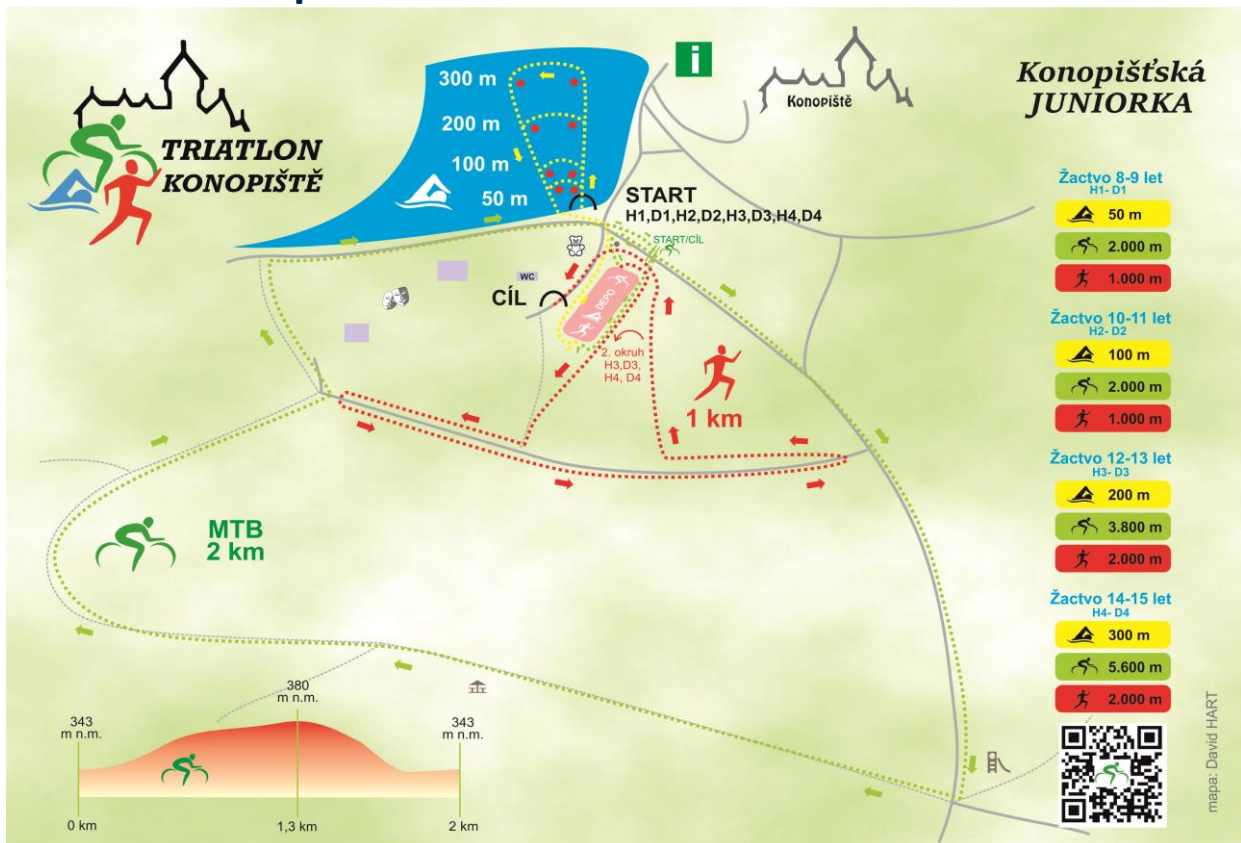 TRIATLON
KONOPIŠTĚ
300 m
200 m
100 m
50 m
i
Konopiště
Konopišťská
JUNIORKA
START
H1,D1,H2,D2,H3,D3,H4,D4
START/CÍL
WC
CÍL
DEPO
2. okruh
H3,D3,
H4, D4
1 km
MTB
2 km
Žactvo 8-9 let
H1- D1
50 m
2.000 m
1.000 m
Žactvo 10-11 let
H2- D2
100 m
2.000 m
1.000 m
Žactvo 12-13 let
H3- D3
200 m
3.800 m
2.000 m
Žactvo 14-15 let
H4- D4
300 m
5.600 m
2.000 m
343
m n.m.
380
m n.m.
343
m n.m.
0 km
1,3 km
2 km
mapa: David HART